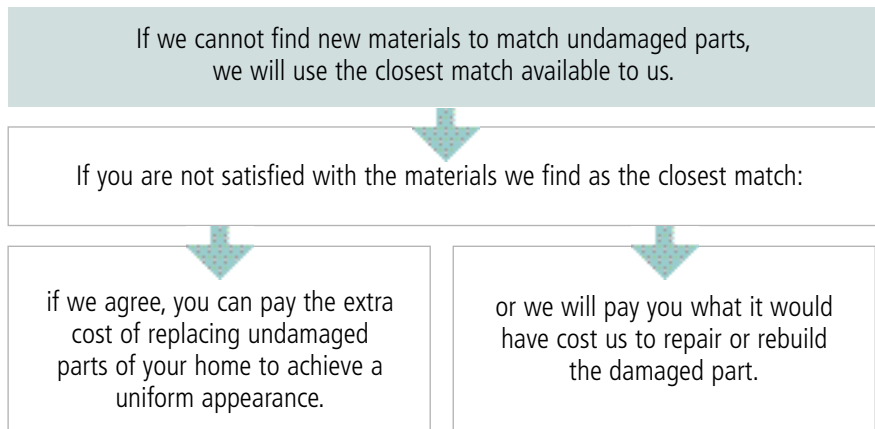 If we cannot find new materials to match undamaged parts,
we will use the closest match available to us.
If you are not satisfied with the materials we find as the closest match:
if we agree, you can pay the extra
cost of replacing undamaged
parts of your home to achieve a
uniform appearance.
or we will pay you what it would
have cost us to repair or rebuild
the damaged part.